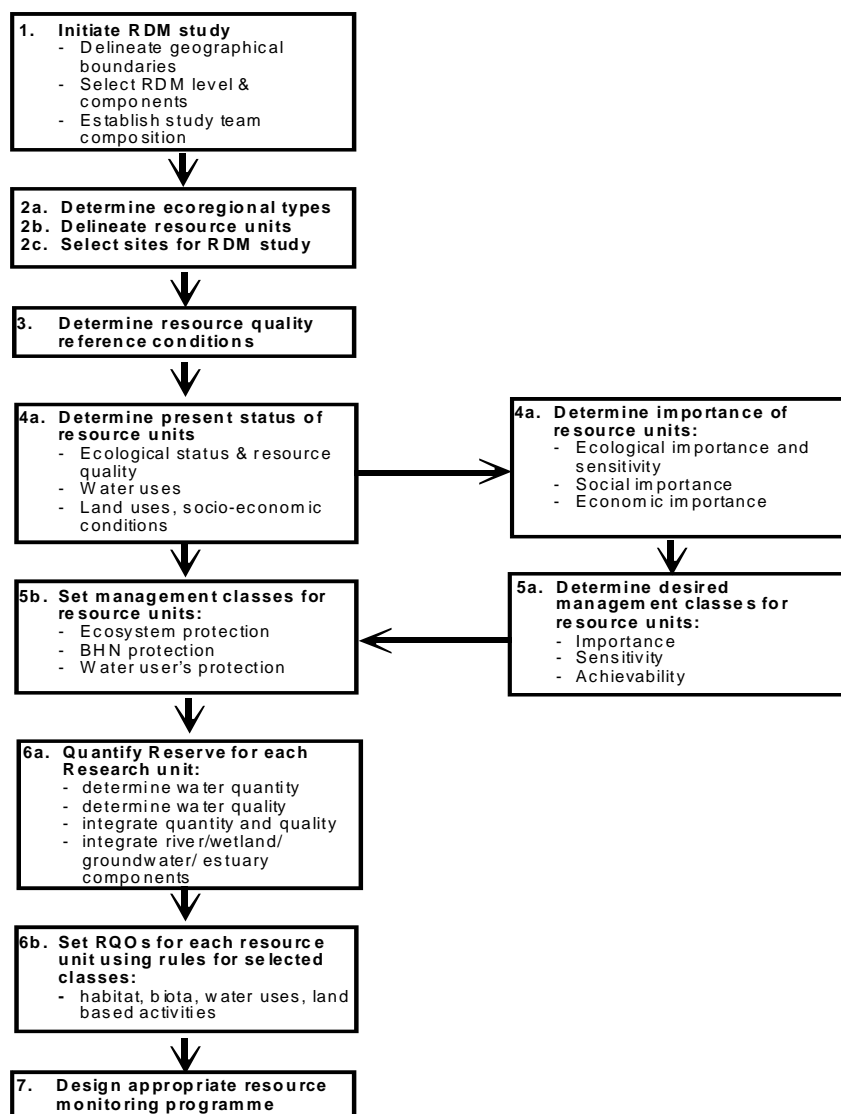 1. Initiate RDM study
- Delineate geographical
boundaries
- Select RDM level &
components
- Establish study team
composition
2a. Determine ecoregional types
2b. Delineate resource units
2c. Select sites for RDM study
3. Determine resource quality
reference conditions
4a. Determine present status of
resource units
- Ecological status & resource
quality
- Water uses
- Land uses, socio-economic
conditions
4a. Determine importance of
resource units:
- Ecological importance and
sensitivity
- Social importance
- Economic importance
5a. Determine desired
management classes for
resource units:
- Importance
- Sensitivity
- Achievability
5b. Set management classes for
resource units:
- Ecosystem protection
- BHN protection
- Water user's protection
6a. Quantify Reserve for each
Research unit:
- determine water quantity
- determine water quality
- integrate quantity and quality
- integrate river/wetland/
groundwater/ estuary
components
6b. Set RQOs for each resource
unit using rules for selected
classes:
- habitat, biota, water uses, land
based activities
7. Design appropriate resource
monitoring programme